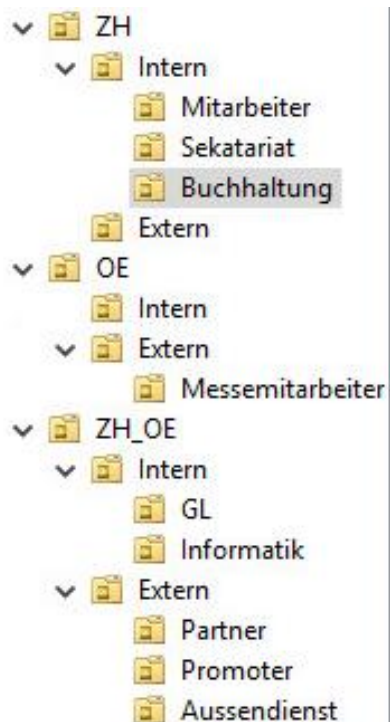 ZH
Intern
Mitarbeiter
Sekatariat
Buchhaltung
Extern
OE
Intern
Extern
Messemitarbeiter
ZH_OE
Intern
GL
Informatik
Extern
Partner
Promoter
Aussendienst